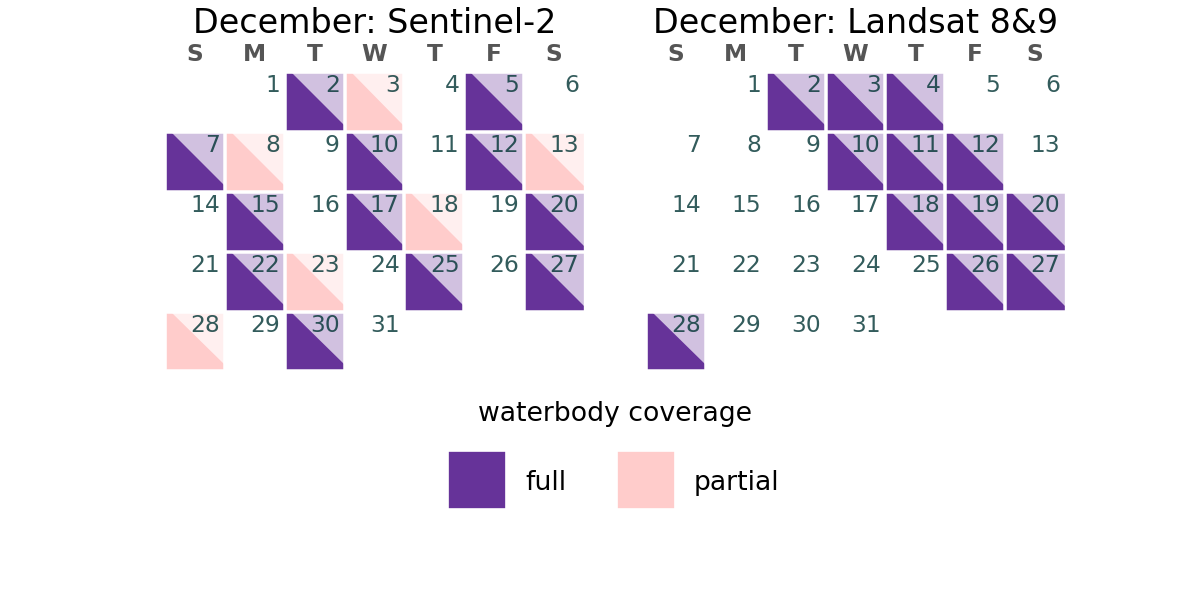 December: Sentinel-2
S M T W T F S
1 2 3 4 5 6
7 8 9 10 11 12 13
14 15 16 17 18 19 20
21 22 23 24 25 26 27
28 29 30 31
December: Landsat 8&9
S M T W T F S
1 2 3 4 5 6
7 8 9 10 11 12 13
14 15 16 17 18 19 20
21 22 23 24 25 26 27
28 29 30 31
waterbody coverage
full partial